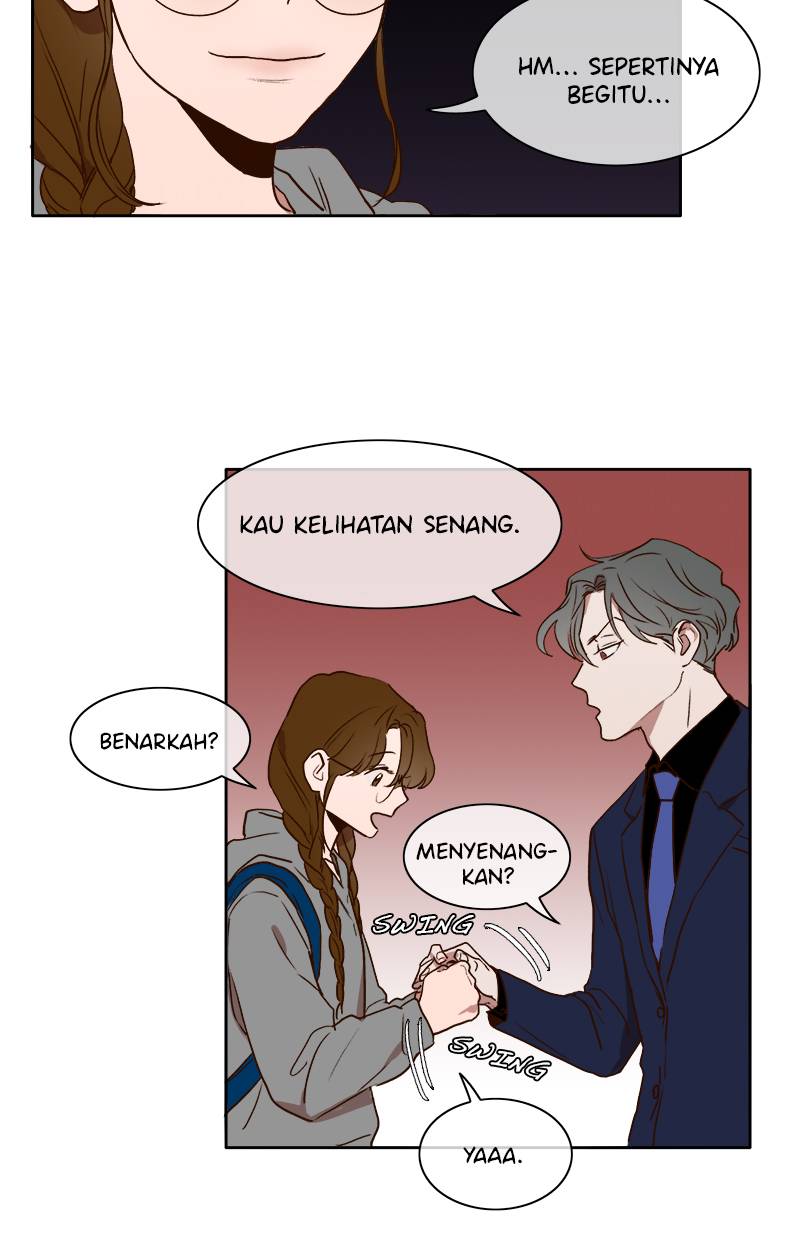 HM... SEPERTINYA
BEGITU...
KAU KELIHATAN SENANG.
BENARKAH?
MENYENANG-
KAN?
SWING
SWING
YAAA.